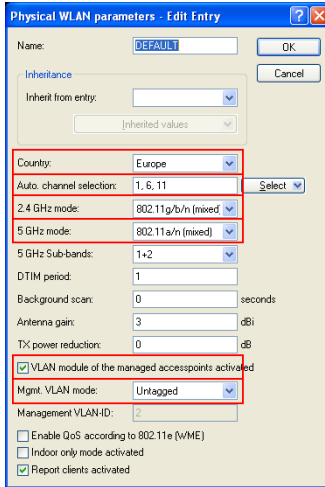 Physical WLAN parameters - Edit Entry
Name: DEFAULT OK
Inheritance Cancel
Inherit from entry:
Inherited values
Country: Europe
Auto. channel selection: 1, 6, 11 Select
2.4 GHz mode: 802.11g/b/n (mixed)
5 GHz mode: 802.11a/n (mixed)
5 GHz Sub-bands: 1+2
DTIM period: 1
Background scan: 0 seconds
Antenna gain: 3 dBi
TX power reduction: 0 dB
VLAN module of the managed accesspoints activated
Mgmt. VLAN mode: Untagged
Management VLAN-ID: 2
Enable QoS according to 802.11e (WME)
Indoor only mode activated
Report clients activated